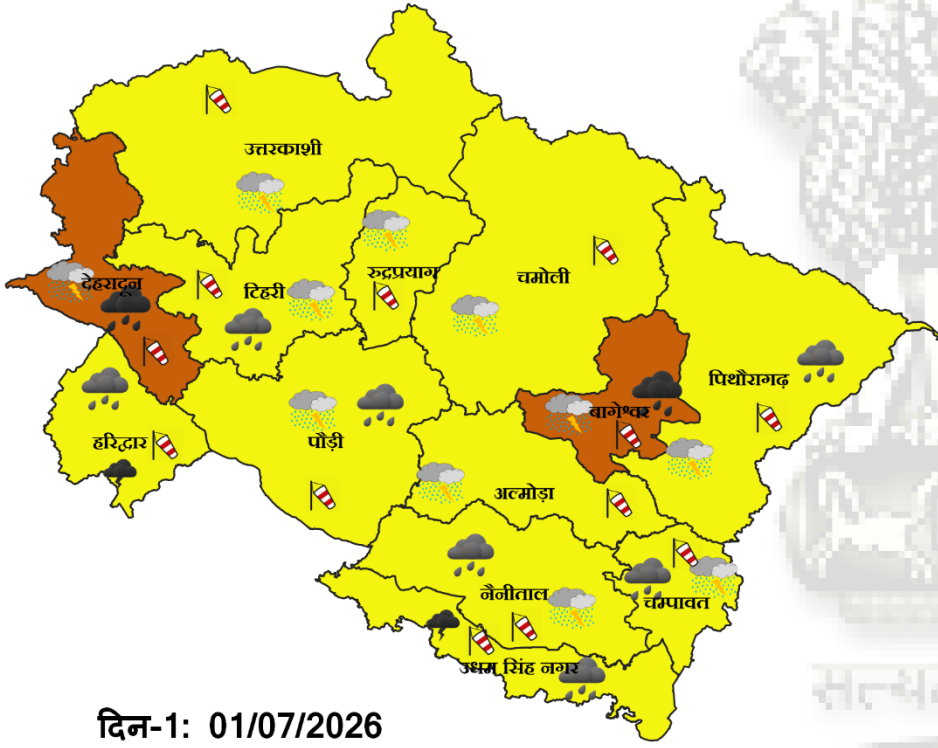 उत्तरकाशी
देहरादून
टिहरी
रुद्रप्रयाग
चमोली
पिथौरागढ़
हरिद्वार
पौड़ी
बागेश्वर
अल्मोड़ा
नैनीताल
चम्पावत
उधम सिंह नगर
दिन-1: 01/07/2026